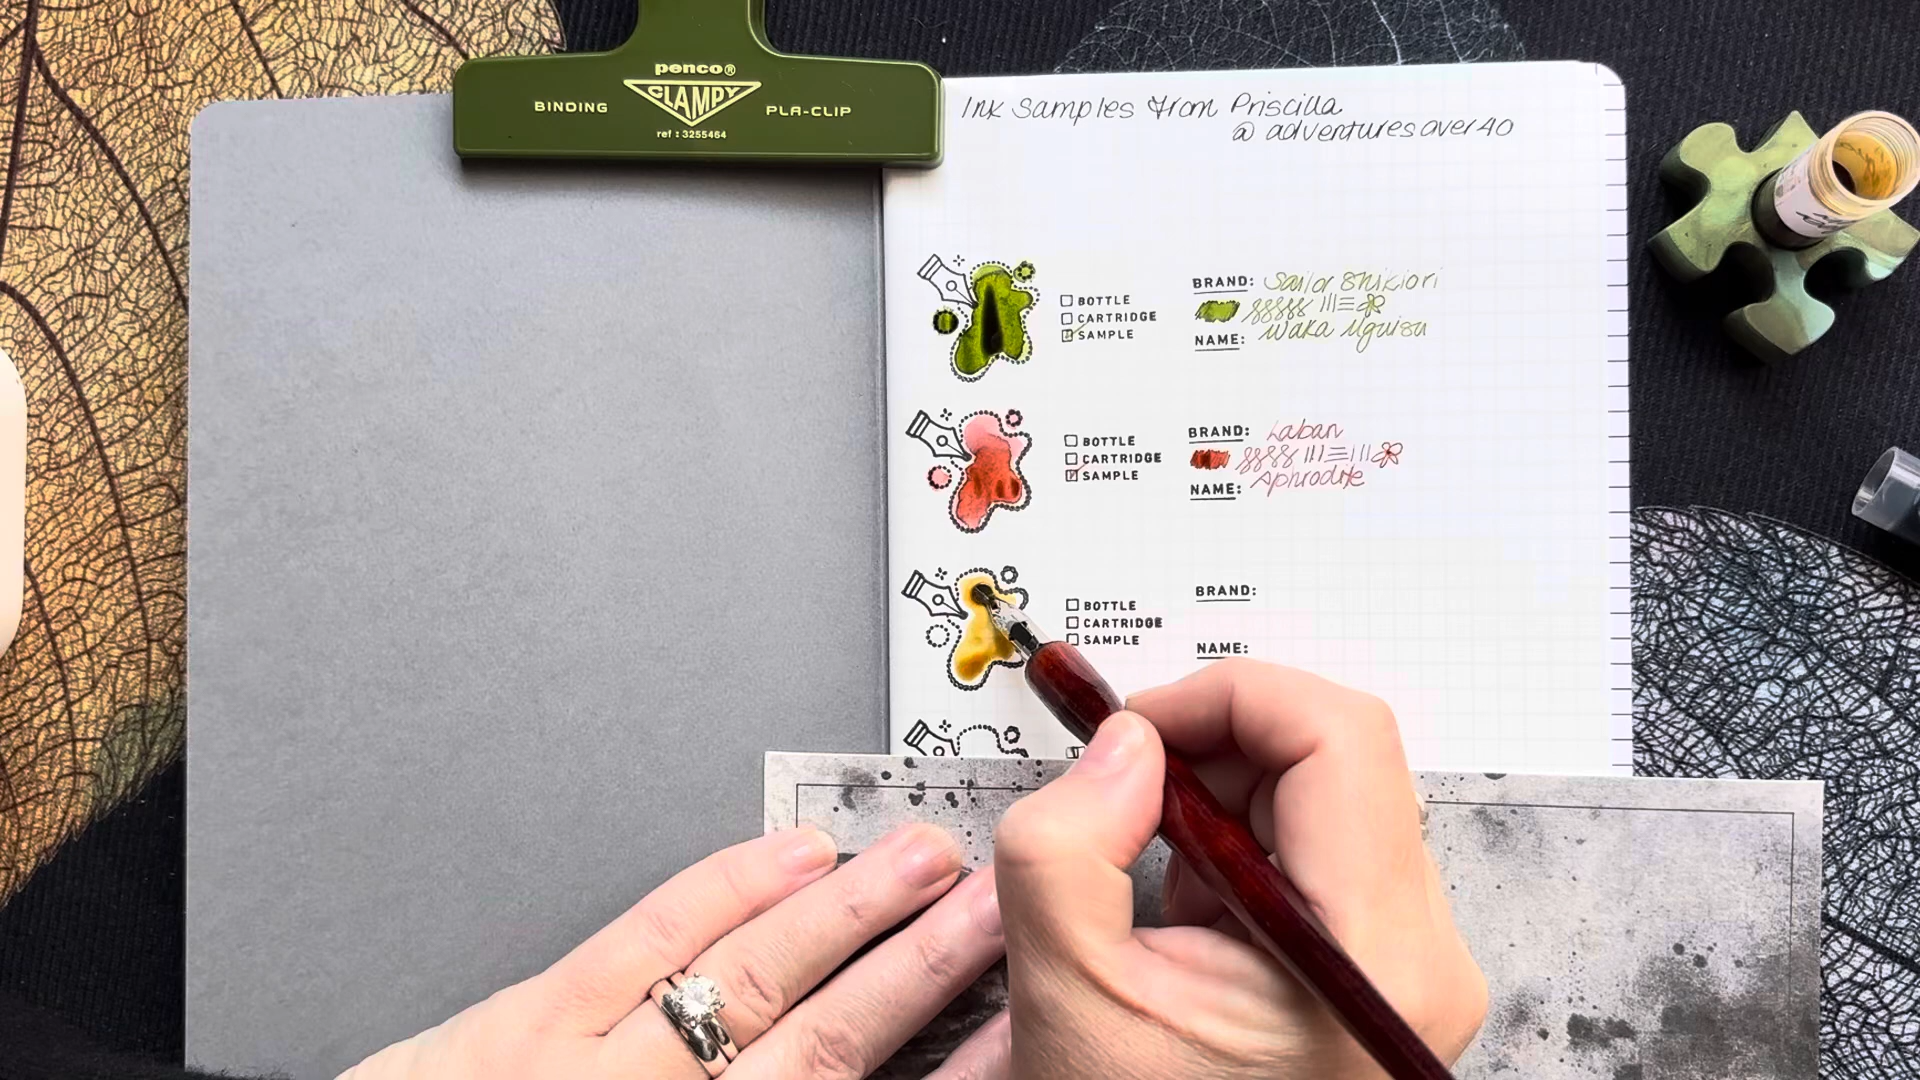 penco®
CLAMPY
BINDING PLA-CLIP
ref : 3255464
Ink Samples from Priscilla
@ adventuresover40
BOTTLE
CARTRIDGE
SAMPLE
BRAND: Sailor Shikiori
NAME: Waka Uguisu
BOTTLE
CARTRIDGE
SAMPLE
BRAND: Laban
NAME: Aphrodite
BOTTLE
CARTRIDGE
SAMPLE
BRAND:
NAME: